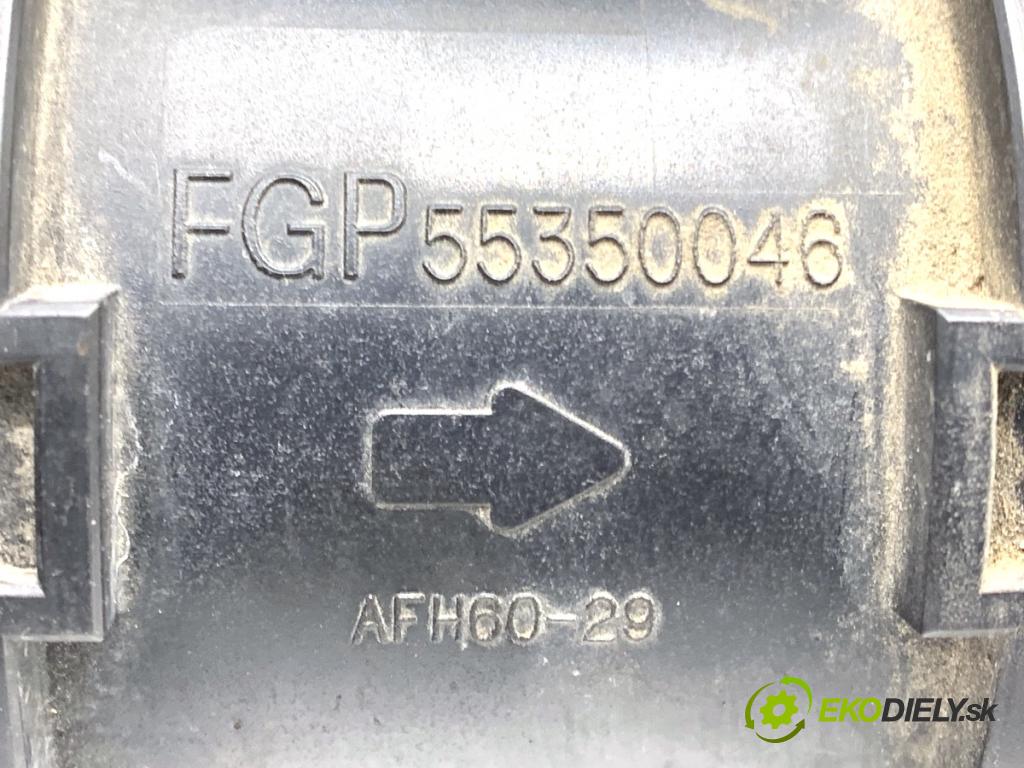 FGP 55350046
AFH60-29
EKODIELY.sk